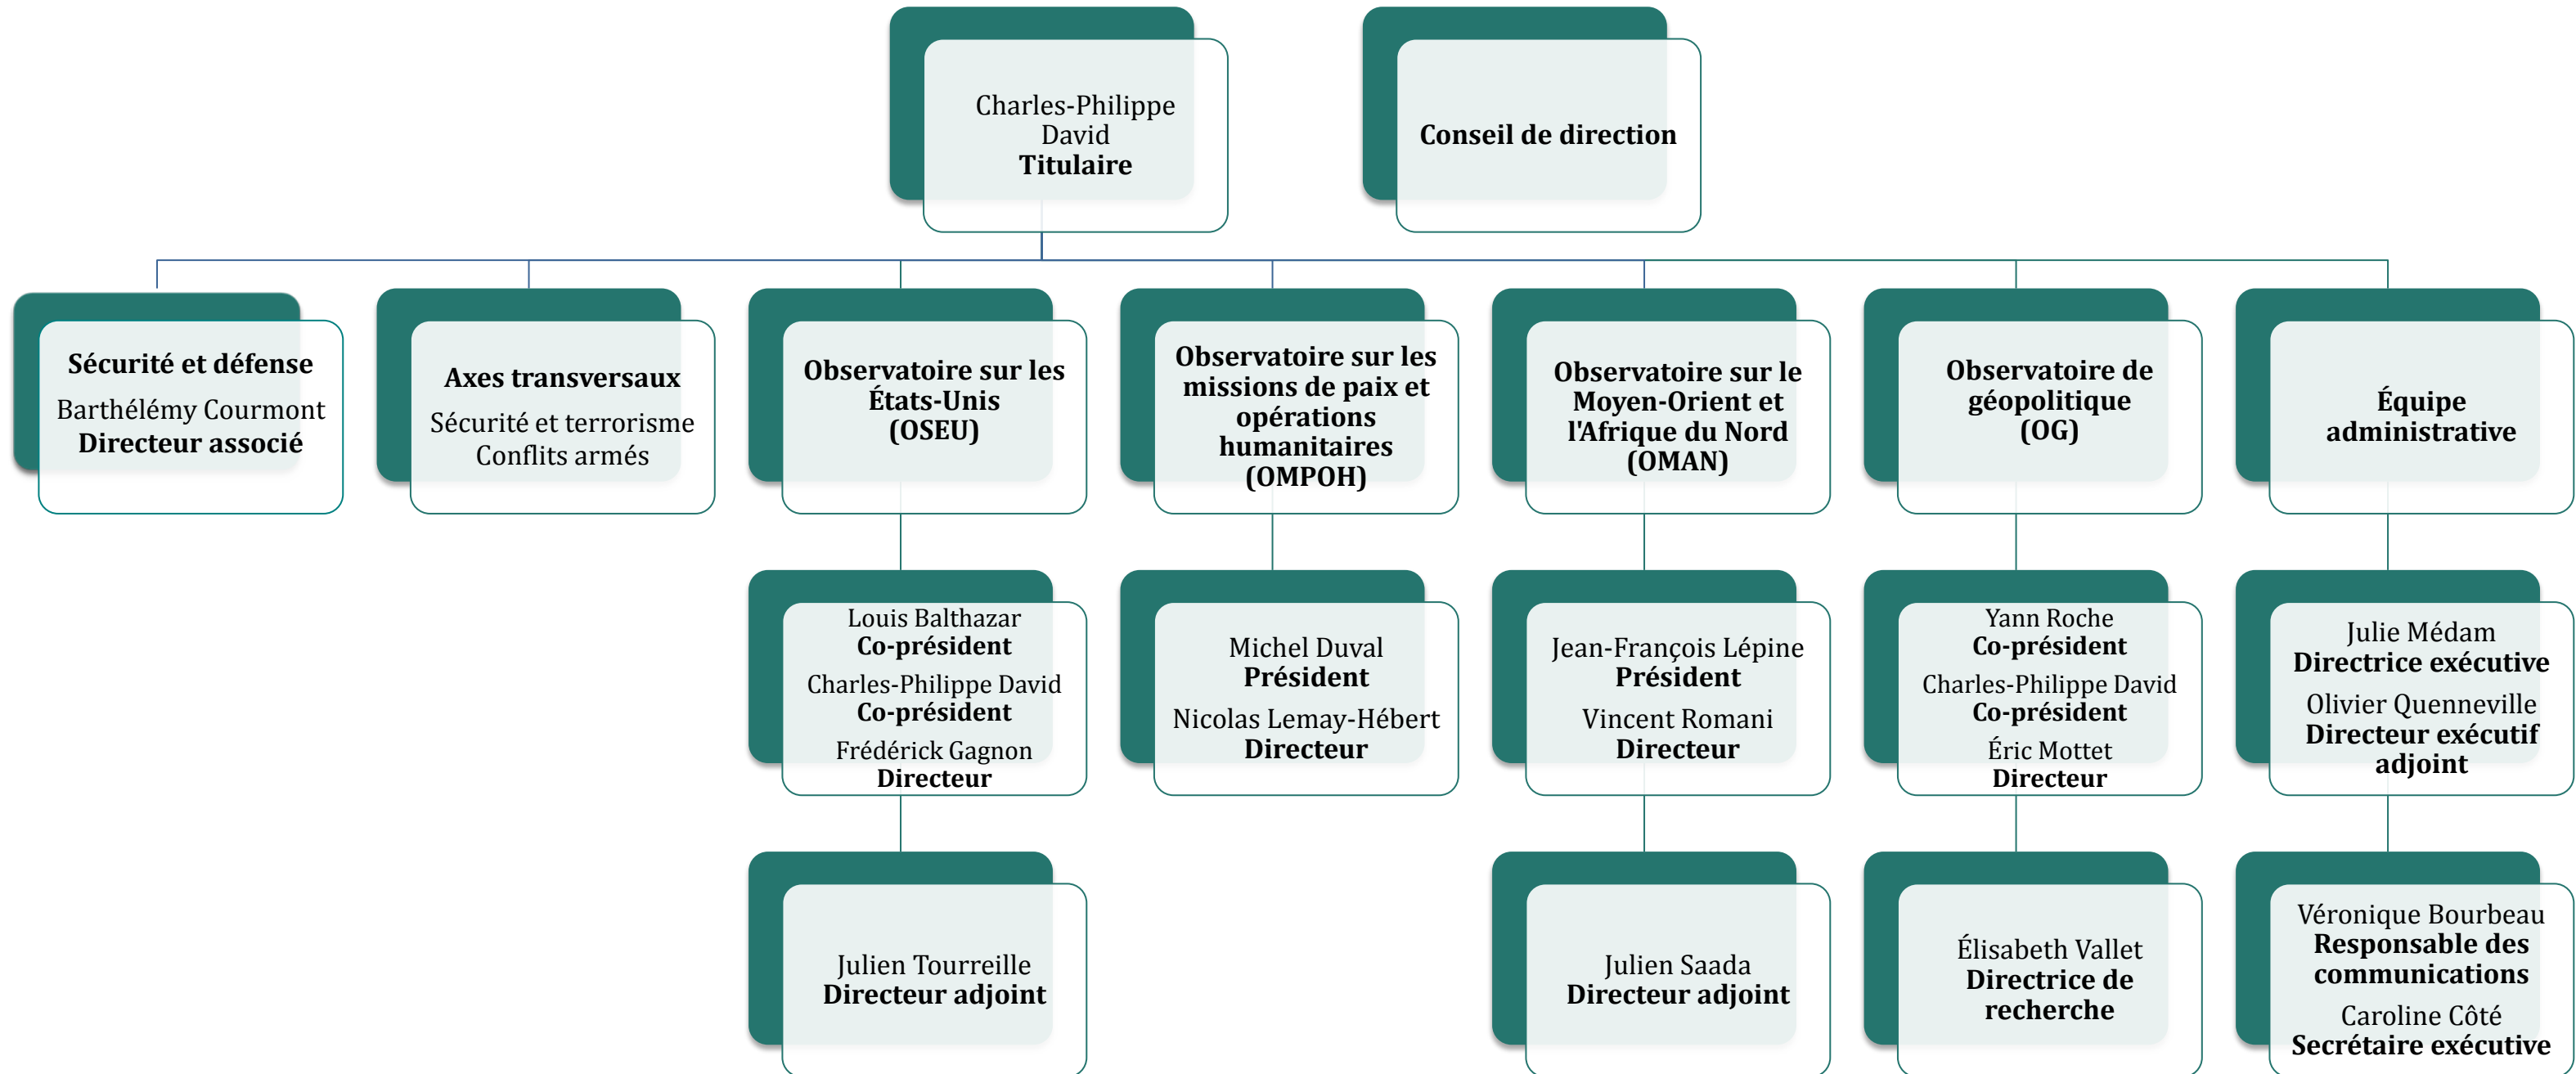 Charles-Philippe
David
Titulaire
Conseil de direction
Sécurité et défense
Barthélémy Courmont
Directeur associé
Axes transversaux
Sécurité et terrorisme
Conflits armés
Observatoire sur les
États-Unis
(OSEU)
Observatoire sur les
missions de paix et
opérations
humanitaires
(OMPOH)
Observatoire sur le
Moyen-Orient et
l'Afrique du Nord
(OMAN)
Observatoire de
géopolitique
(OG)
Équipe
administrative
Louis Balthazar
Co-président
Charles-Philippe David
Co-président
Frédérick Gagnon
Directeur
Michel Duval
Président
Nicolas Lemay-Hébert
Directeur
Jean-François Lépine
Président
Vincent Romani
Directeur
Yann Roche
Co-président
Charles-Philippe David
Co-président
Éric Mottet
Directeur
Julie Médam
Directrice exécutive
Olivier Quenneville
Directeur exécutif
adjoint
Julien Tourreille
Directeur adjoint
Julien Saada
Directeur adjoint
Élisabeth Vallet
Directrice de
recherche
Véronique Bourbeau
Responsable des
communications
Caroline Côté
Secrétaire exécutive